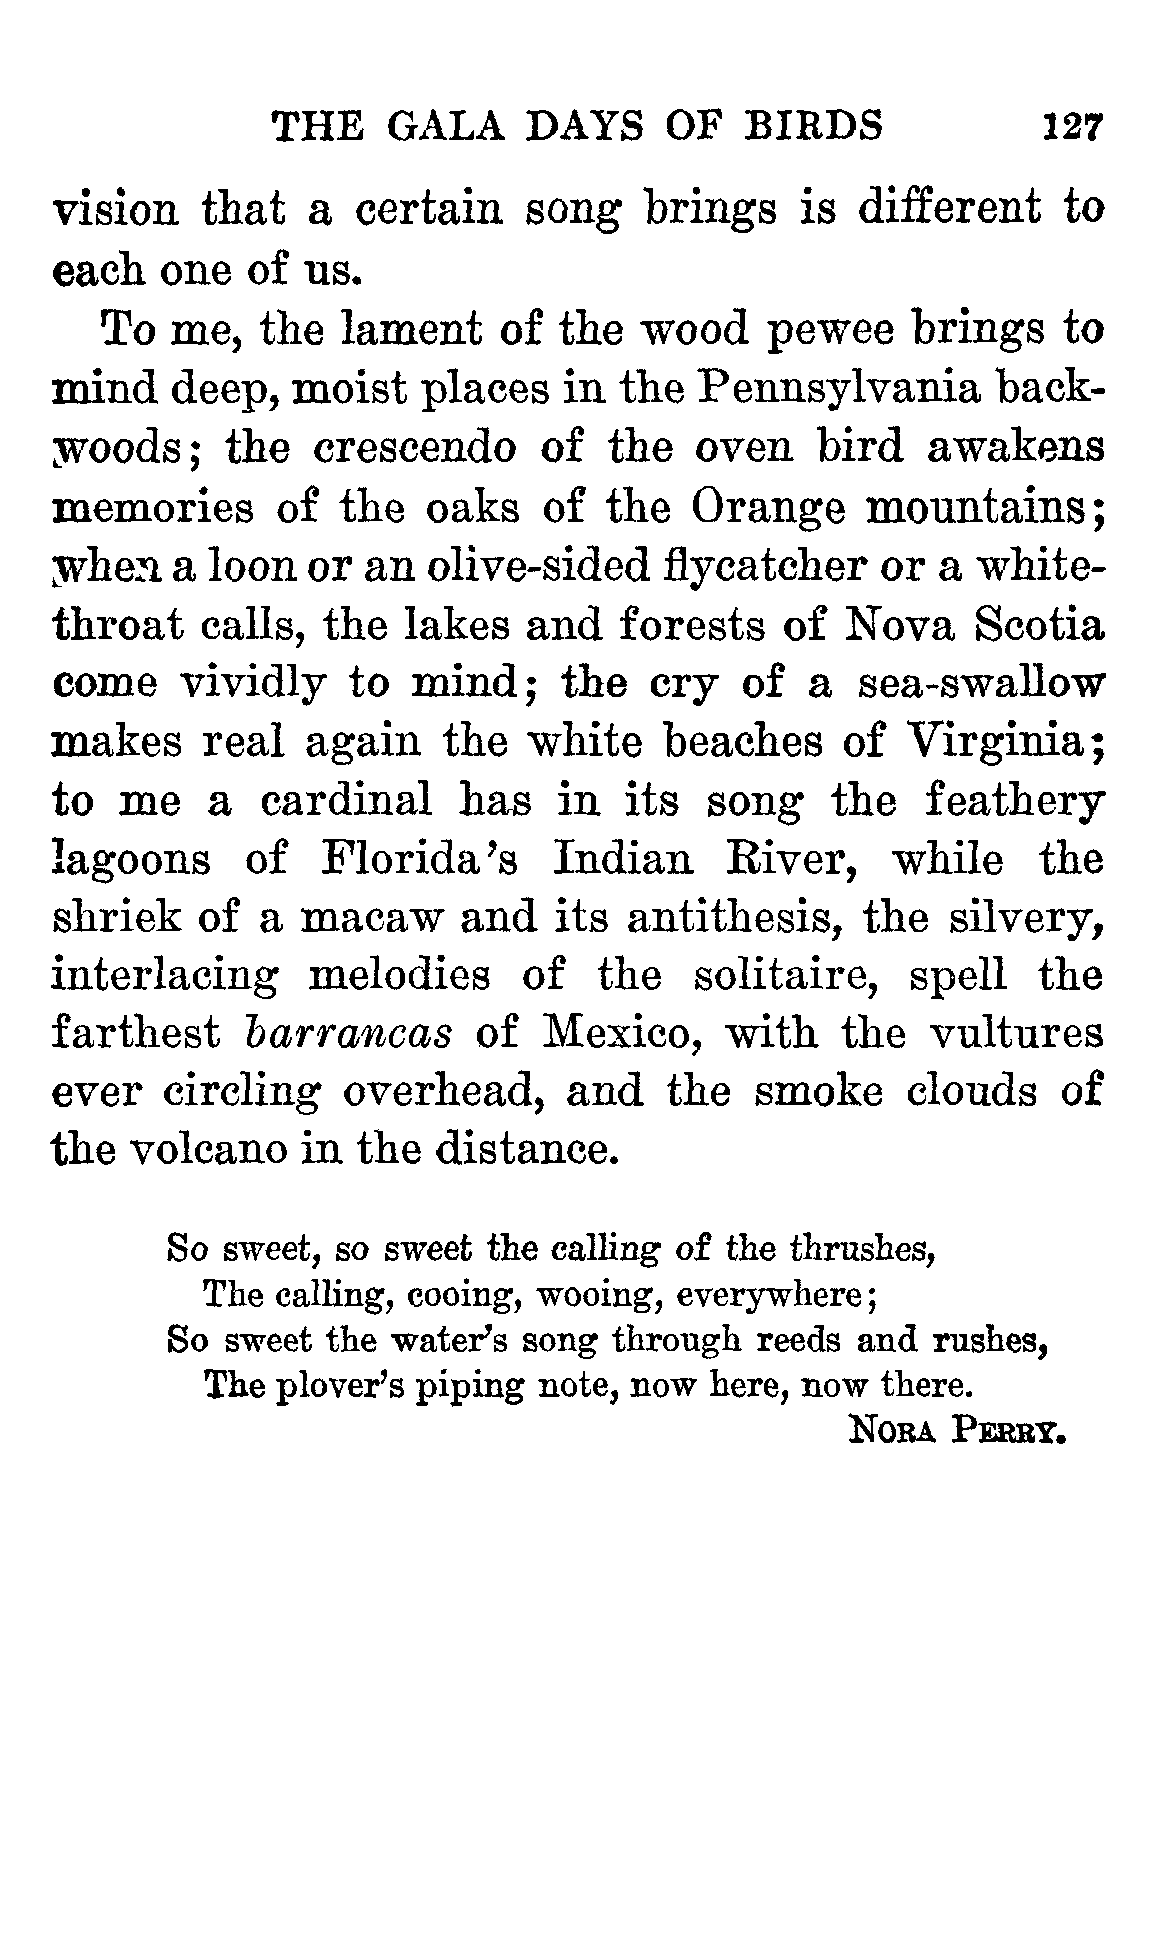 THE GALA DAYS OF BIRDS 127
vision that a certain song brings is different to
each one of us.
To me, the lament of the wood pewee brings to
mind deep, moist places in the Pennsylvania back-
woods; the crescendo of the oven bird awakens
memories of the oaks of the Orange mountains;
when a loon or an olive-sided flycatcher or a white-
throat calls, the lakes and forests of Nova Scotia
come vividly to mind; the cry of a sea-swallow
makes real again the white beaches of Virginia;
to me a cardinal has in its song the feathery
lagoons of Florida's Indian River, while the
shriek of a macaw and its antithesis, the silvery,
interlacing melodies of the solitaire, spell the
farthest barrancas of Mexico, with the vultures
ever circling overhead, and the smoke clouds of
the volcano in the distance.
So sweet, so sweet the calling of the thrushes,
The calling, cooing, wooing, everywhere;
So sweet the water's song through reeds and rushes,
The plover's piping note, now here, now there.
NORA PERRY.